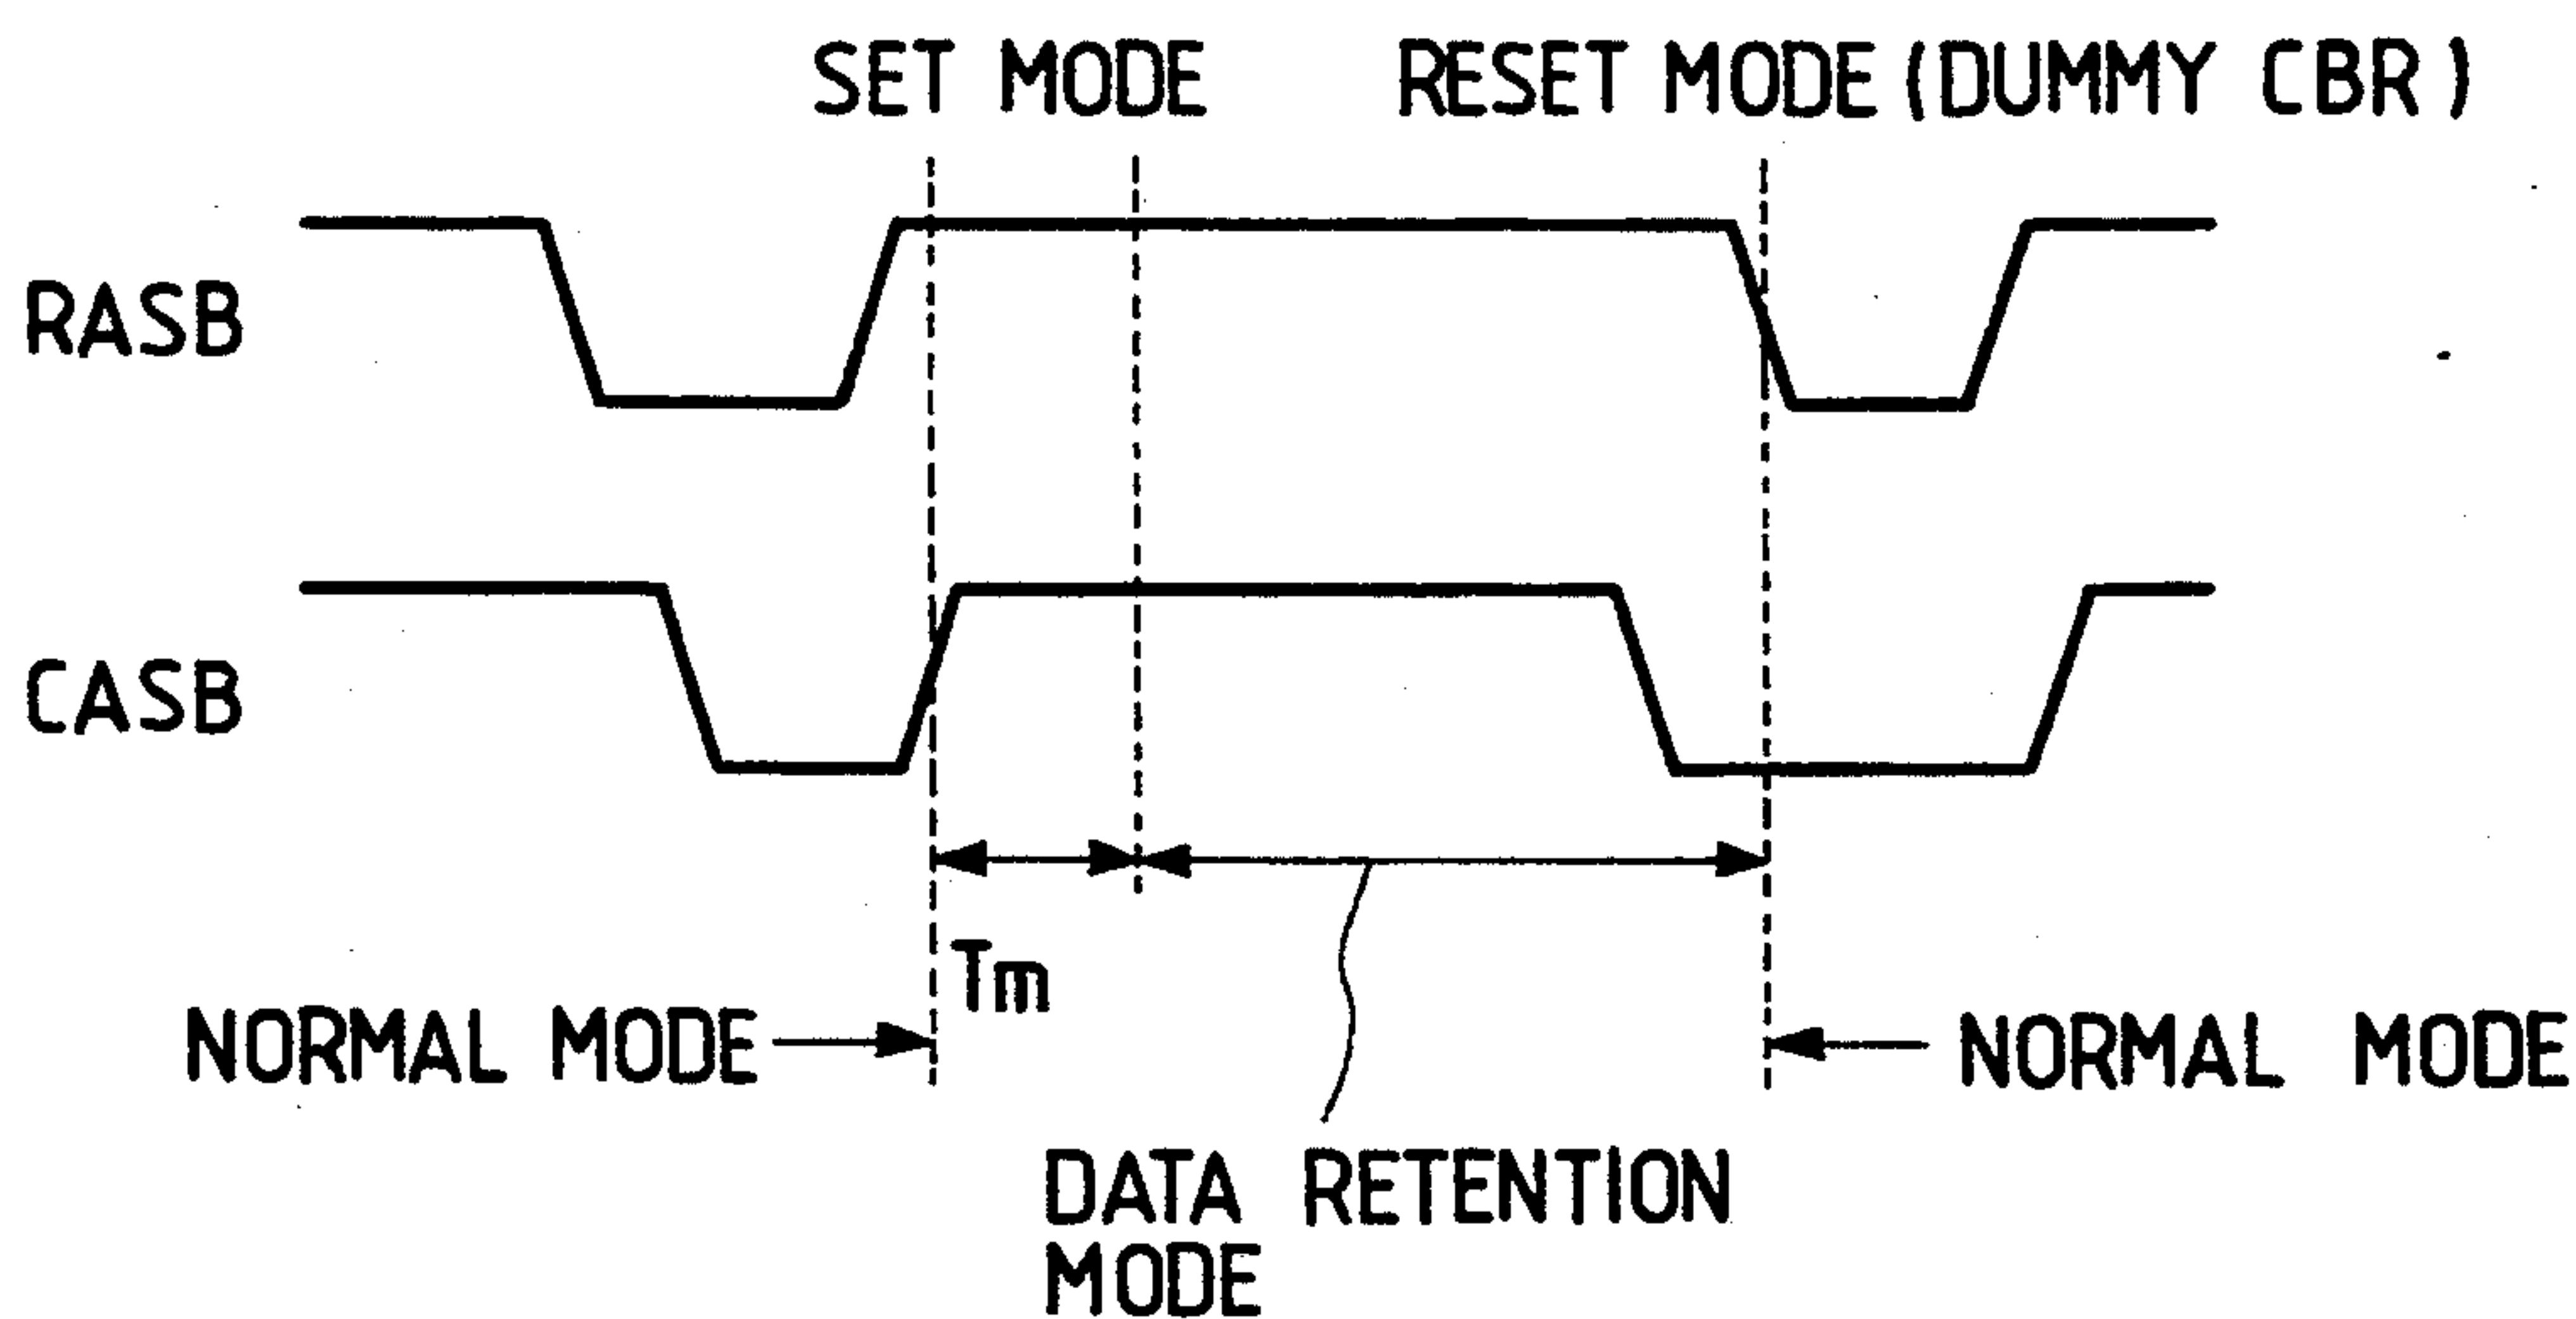 SET MODE
RESET MODE (DUMMY CBR)
RASB
CASB
Tm
NORMAL MODE
NORMAL MODE
DATA RETENTION
MODE